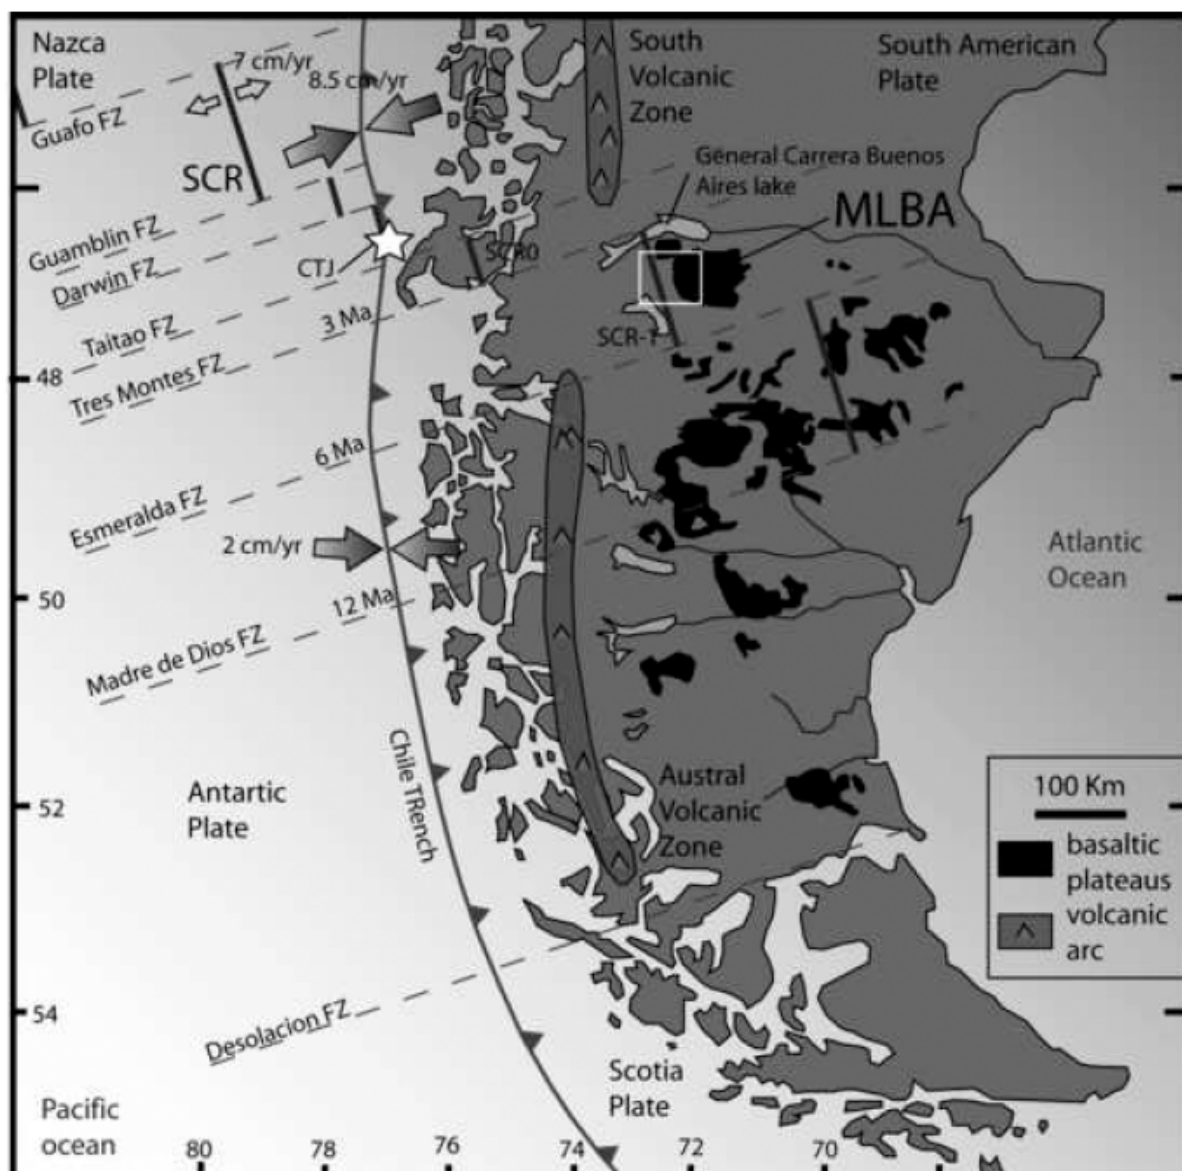 Nazca
Plate
7 cm/yr
8.5 cm/yr
South
Volcanic
Zone
South American
Plate
Guafo FZ
SCR
General Carrera Buenos
Aires lake
MLBA
Guamblin FZ
Darwin FZ
CTJ
SCR0
Taitao FZ
3 Ma
SCR-1
48
Tres Montes FZ
6 Ma
Esmeralda FZ
2 cm/yr
Atlantic
Ocean
50
12 Ma
Madre de Dios FZ
Chile TRench
Antartic
Plate
Austral
Volcanic
Zone
52
100 Km
basaltic
plateaus
volcanic
arc
54
Desolacion FZ
Scotia
Plate
Pacific
ocean
80
78
76
74
72
70